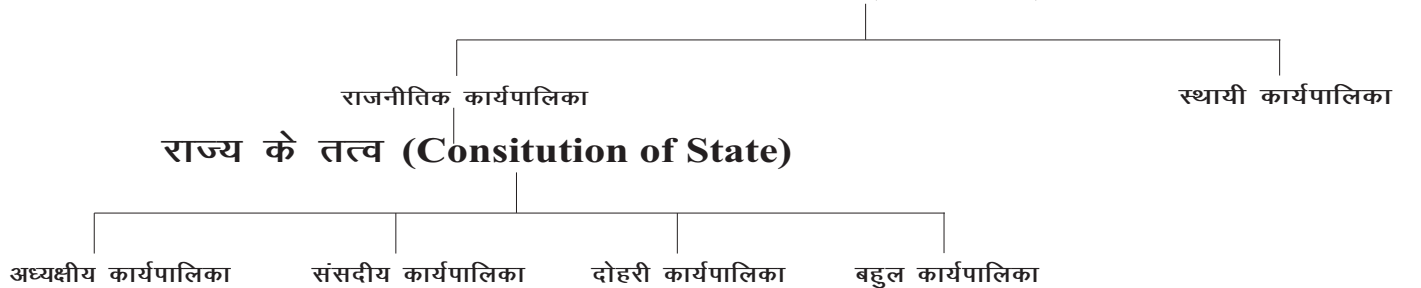 राजनीतिक कार्यपालिका स्थायी कार्यपालिका
राज्य के तत्व (Consitution of State)
अध्यक्षीय कार्यपालिका संसदीय कार्यपालिका दोहरी कार्यपालिका बहुल कार्यपालिका